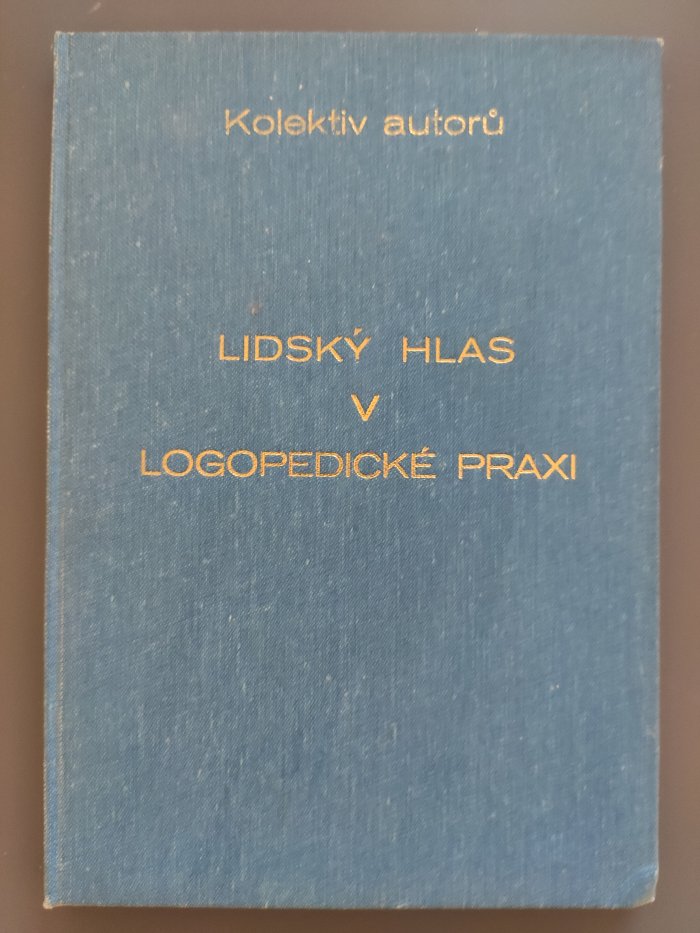 Kolektiv autorů
LIDSKÝ HLAS
V
LOGOPEDICKÉ PRAXI